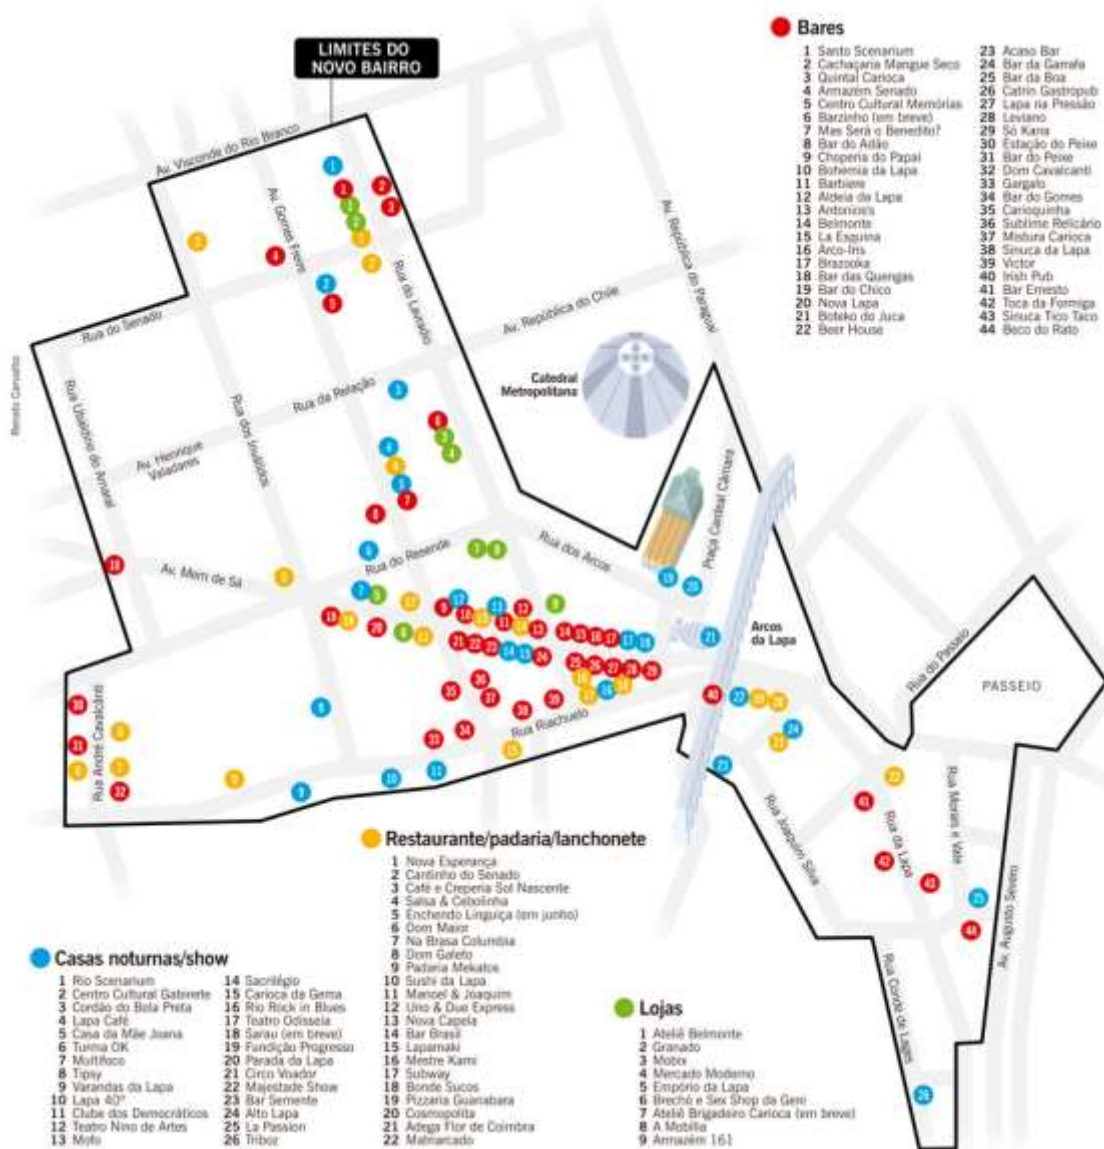 LIMITES DO
NOVO BAIRRO
Bares
1 Santo Scenarium
2 Cachaçaria Mangue Seco
3 Quintal Carioca
4 Armazém Senado
5 Centro Cultural Memórias
6 Barzinho (em breve)
7 Mas Será o Benedito?
8 Bar do Adão
9 Choperia do Papai
10 Bohemia da Lapa
11 Barbiere
12 Aldeia da Lapa
13 Antonio's
14 Belmonte
15 La Esquina
16 Arco-Íris
17 Brazooka
18 Bar das Quengas
19 Bar do Chico
20 Nova Lapa
21 Boteko do Juca
22 Beer House
23 Acaso Bar
24 Bar da Garrafa
25 Bar da Boa
26 Catrin Gastropub
27 Lapa na Pressão
28 Leviano
29 Só Kana
30 Estação do Peixe
31 Bar do Peixe
32 Dom Cavalcanti
33 Gargalo
34 Bar do Gomes
35 Carioquinha
36 Sublime Relicário
37 Mistura Carioca
38 Sinuca da Lapa
39 Victor
40 Irish Pub
41 Bar Ernesto
42 Toca da Formiga
43 Sinuca Tico Taco
44 Beco do Rato
Av. Visconde do Rio Branco
Av. Gomes Freire
Rua do Lavradio
Av. República do Paraguai
Rua do Senado
Av. República do Chile
Renato Carvalho
Rua Ubaldino do Amaral
Rua dos Inválidos
Rua da Relação
Catedral
Metropolitana
Av. Henrique
Valadares
Praça Cardeal Câmara
Av. Mem de Sá
Rua do Resende
Rua dos Arcos
Arcos
da Lapa
Rua do Passeio
PASSEIO
Rua André Cavalcânti
Rua Riachuelo
Rua Joaquim Silva
Rua da Lapa
Rua Morais e Vale
Av. Augusto Severo
Rua Conde de Lages
Restaurante/padaria/lanchonete
1 Nova Esperança
2 Cantinho do Senado
3 Café e Creperia Sol Nascente
4 Salsa & Cebolinha
5 Enchendo Linguiça (em junho)
6 Dom Maior
7 Na Brasa Columbia
8 Dom Galeto
9 Padaria Mekatos
10 Sushi da Lapa
11 Manoel & Joaquim
12 Uno & Due Express
13 Nova Capela
14 Bar Brasil
15 Lapamaki
16 Mestre Kami
17 Subway
18 Bonde Sucos
19 Pizzaria Guanabara
20 Cosmopolita
21 Adega Flor de Coimbra
22 Matriarcado
Casas noturnas/show
1 Rio Scenarium
2 Centro Cultural Gabinete
3 Cordão do Bola Preta
4 Lapa Café
5 Casa da Mãe Joana
6 Turma OK
7 Multifoco
8 Tipsy
9 Varandas da Lapa
10 Lapa 40º
11 Clube dos Democráticos
12 Teatro Nino de Artes
13 Mofo
14 Sacrilégio
15 Carioca da Gema
16 Rio Rock in Blues
17 Teatro Odisseia
18 Sarau (em breve)
19 Fundição Progresso
20 Parada da Lapa
21 Circo Voador
22 Majestade Show
23 Bar Semente
24 Alto Lapa
25 La Passion
26 Triboz
Lojas
1 Ateliê Belmonte
2 Granado
3 Mobix
4 Mercado Moderno
5 Empório da Lapa
6 Brechó e Sex Shop da Geni
7 Ateliê Brigadeiro Carioca (em breve)
8 A Mobília
9 Armazém 161